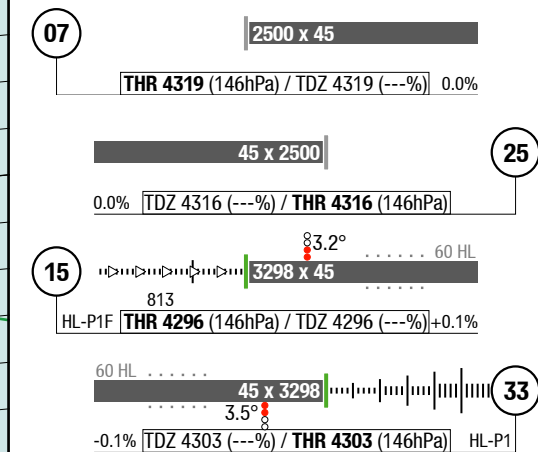 07
2500 x 45
THR 4319 (146hPa) / TDZ 4319 (---%) 0.0%
45 x 2500
25
0.0% TDZ 4316 (---%) / THR 4316 (146hPa)
3.2°
60 HL
15
3298 x 45
813
HL-P1F THR 4296 (146hPa) / TDZ 4296 (---%) +0.1%
60 HL
45 x 3298
33
3.5°
-0.1% TDZ 4303 (---%) / THR 4303 (146hPa) HL-P1